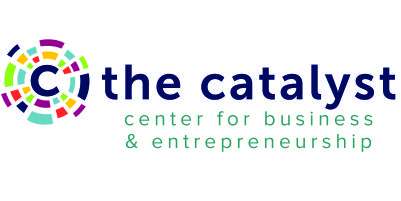 c the catalyst
center for business
& entrepreneurship